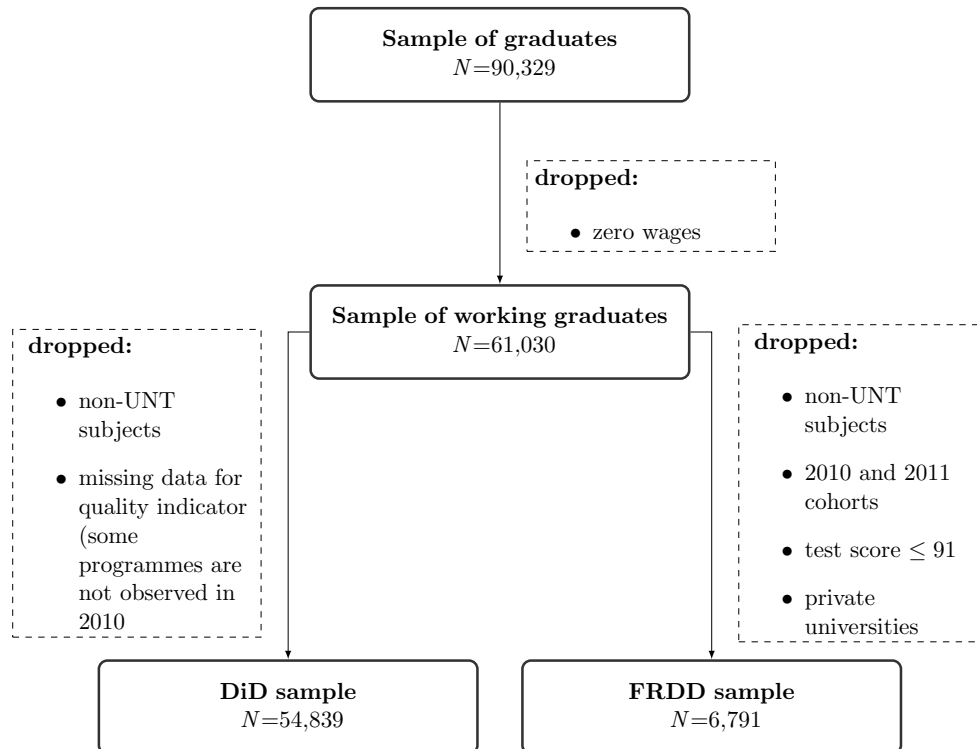 Sample of graduates
N=90,329
dropped:
• zero wages
Sample of working graduates
N=61,030
dropped:
• non-UNT
subjects
• missing data for
quality indicator
(some
programmes are
not observed in
2010
dropped:
• non-UNT
subjects
• 2010 and 2011
cohorts
• test score ≤ 91
• private
universities
DiD sample
N=54,839
FRDD sample
N=6,791